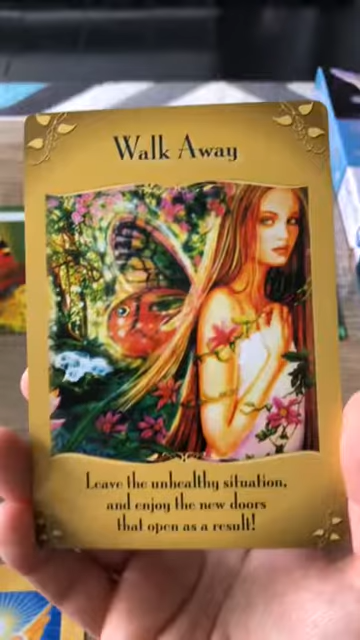 Walk Away
Leave the unhealthy situation,
and enjoy the new doors
that open as a result!